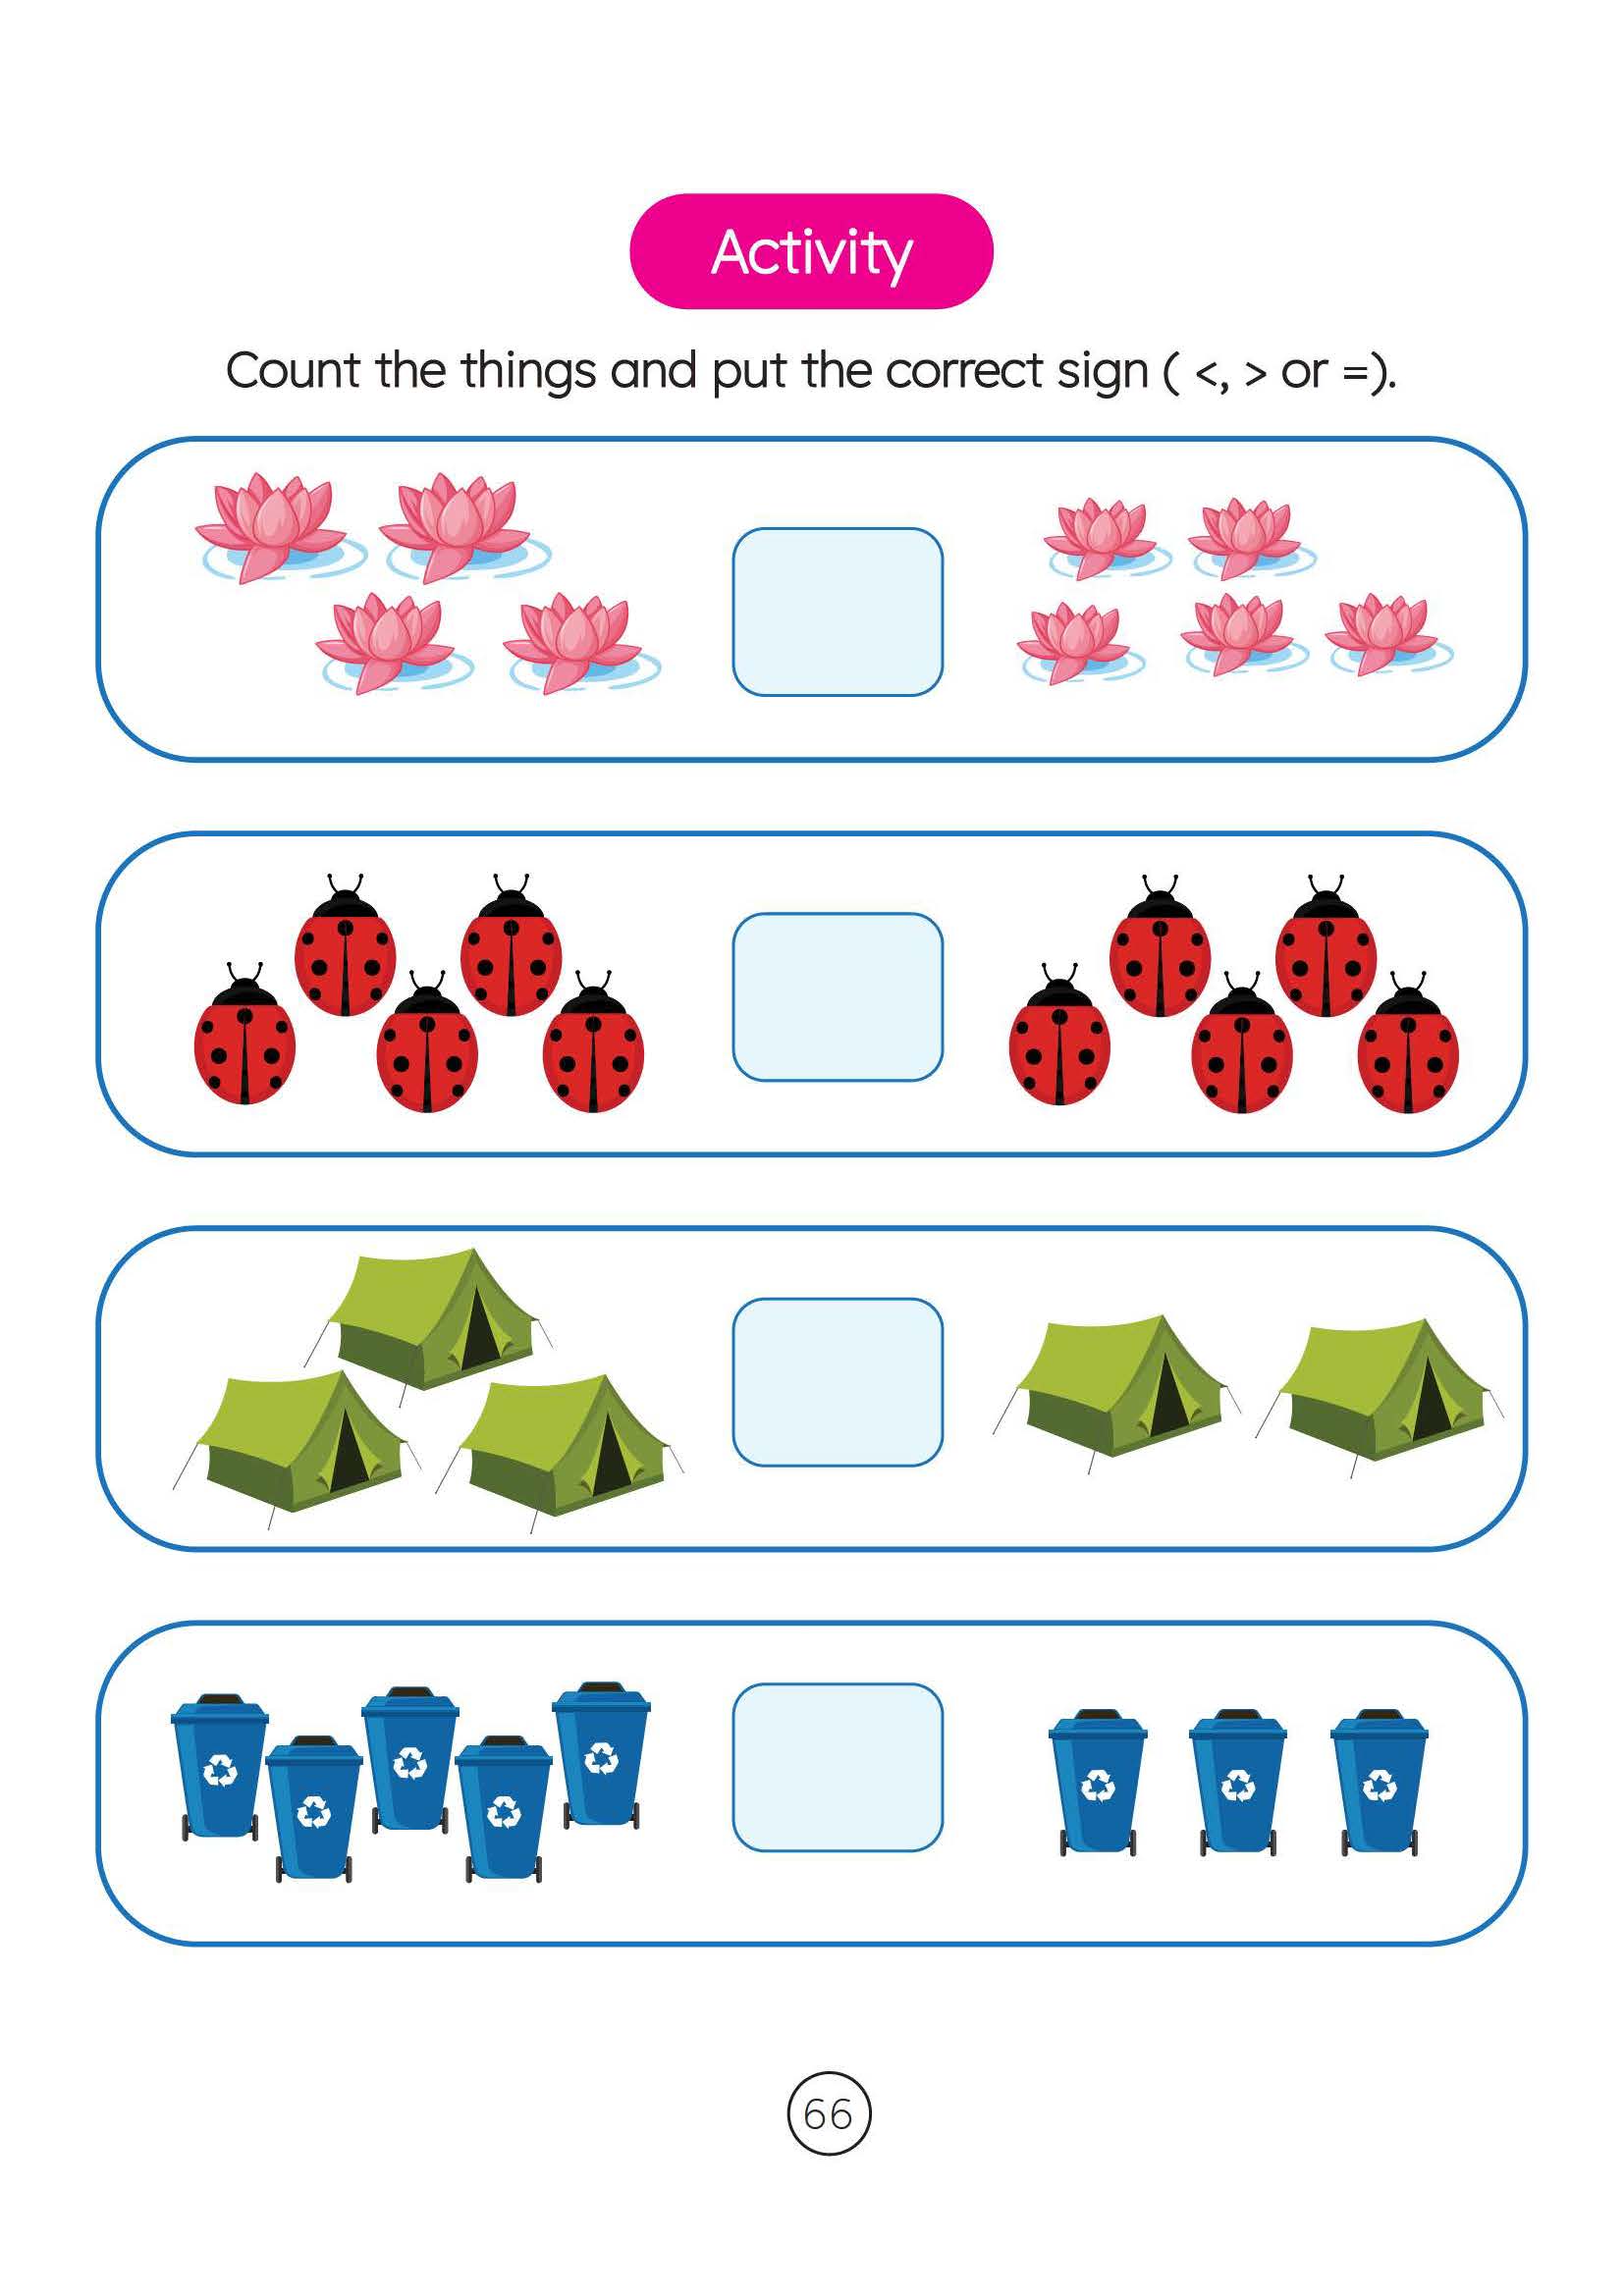 Activity
Count the things and put the correct sign ( <, > or =).
66